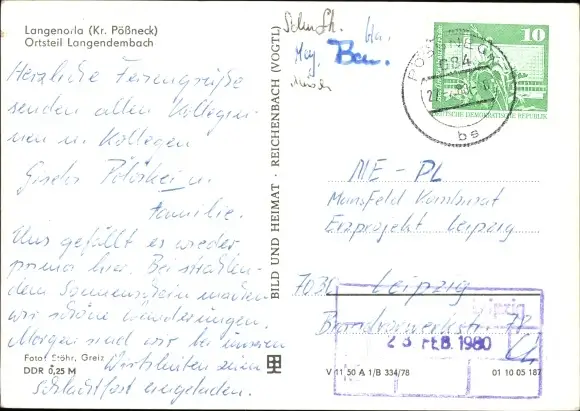 Langenorla (Kr. Pößneck)
Ortsteil Langendembach
Herzliche Feriengrüße
senden allen Kollegin-
nen u. Kollegen
Familie.
Uns gefällt es wieder
prima hier. Bei strahlen-
dem Sonnenschein machen
wir schöne Wanderungen.
Morgen sind wir bei unseren
Wirtsleuten zum
Schlachtfest eingeladen.
Foto: Stöhr, Greiz
DDR 0,25 M
BILD UND HEIMAT · REICHENBACH (VOGTL)
10
DEUTSCHE DEMOKRATISCHE REPUBLIK
PÖSSNECK
bs
ME - PL
Mansfeld Kombinat
Erzprojekt Leipzig
7030 Leipzig
FEB. 1980
V 11 50 A 1/B 334/78
01 10 05 187